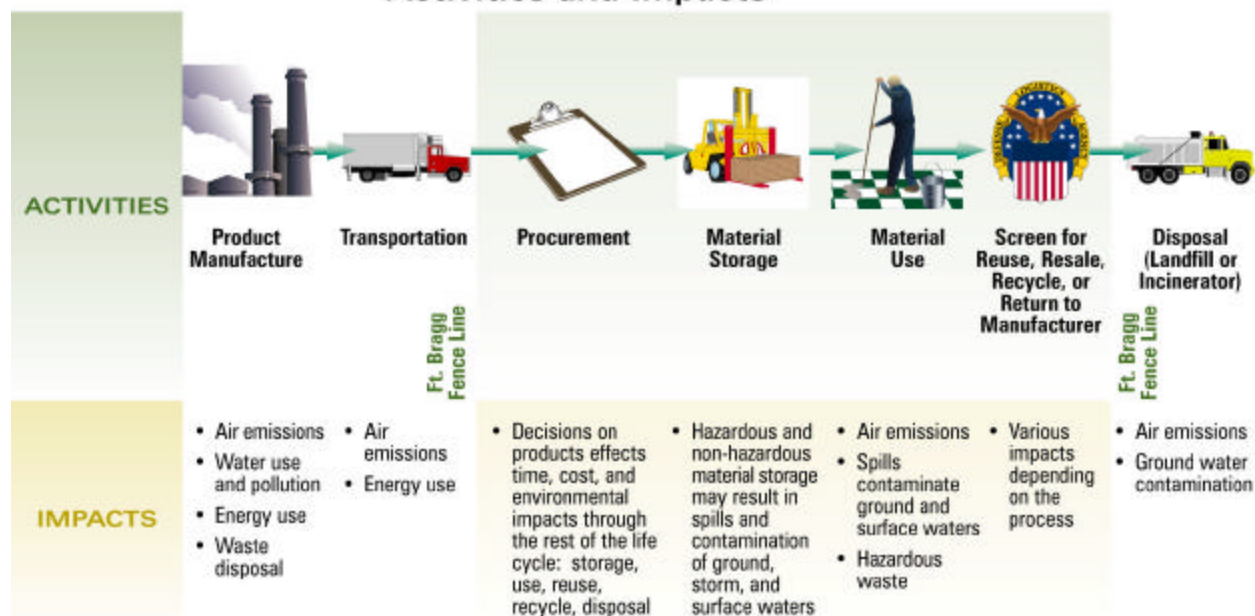 ACTIVITIES
Product
Manufacture
Transportation
Procurement
Material
Storage
Material
Use
Screen for
Reuse, Resale,
Recycle, or
Return to
Manufacturer
Disposal
(Landfill or
Incinerator)
DEFENSE
LOGISTICS
AGENCY
Ft. Bragg
Fence Line
Ft. Bragg
Fence Line
IMPACTS
• Air emissions
• Water use
and pollution
• Energy use
• Waste
disposal
• Air
emissions
• Energy use
• Decisions on
products effects
time, cost, and
environmental
impacts through
the rest of the life
cycle: storage,
use, reuse,
recycle, disposal
• Hazardous and
non-hazardous
material storage
may result in
spills and
contamination
of ground,
storm, and
surface waters
• Air emissions
• Spills
contaminate
ground and
surface waters
• Hazardous
waste
• Various
impacts
depending
on the
process
• Air emissions
• Ground water
contamination